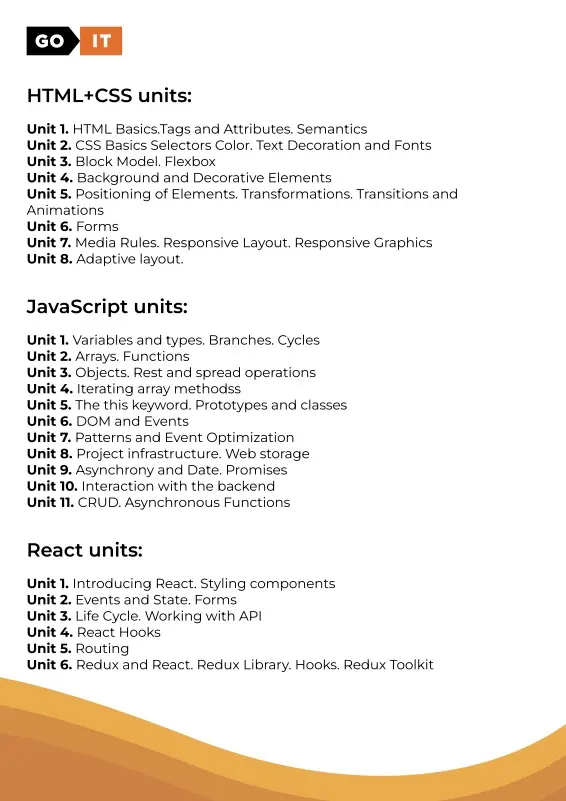 GO IT
HTML+CSS units:
Unit 1. HTML Basics.Tags and Attributes. Semantics
Unit 2. CSS Basics Selectors Color. Text Decoration and Fonts
Unit 3. Block Model. Flexbox
Unit 4. Background and Decorative Elements
Unit 5. Positioning of Elements. Transformations. Transitions and
Animations
Unit 6. Forms
Unit 7. Media Rules. Responsive Layout. Responsive Graphics
Unit 8. Adaptive layout.
JavaScript units:
Unit 1. Variables and types. Branches. Cycles
Unit 2. Arrays. Functions
Unit 3. Objects. Rest and spread operations
Unit 4. Iterating array methodss
Unit 5. The this keyword. Prototypes and classes
Unit 6. DOM and Events
Unit 7. Patterns and Event Optimization
Unit 8. Project infrastructure. Web storage
Unit 9. Asynchrony and Date. Promises
Unit 10. Interaction with the backend
Unit 11. CRUD. Asynchronous Functions
React units:
Unit 1. Introducing React. Styling components
Unit 2. Events and State. Forms
Unit 3. Life Cycle. Working with API
Unit 4. React Hooks
Unit 5. Routing
Unit 6. Redux and React. Redux Library. Hooks. Redux Toolkit